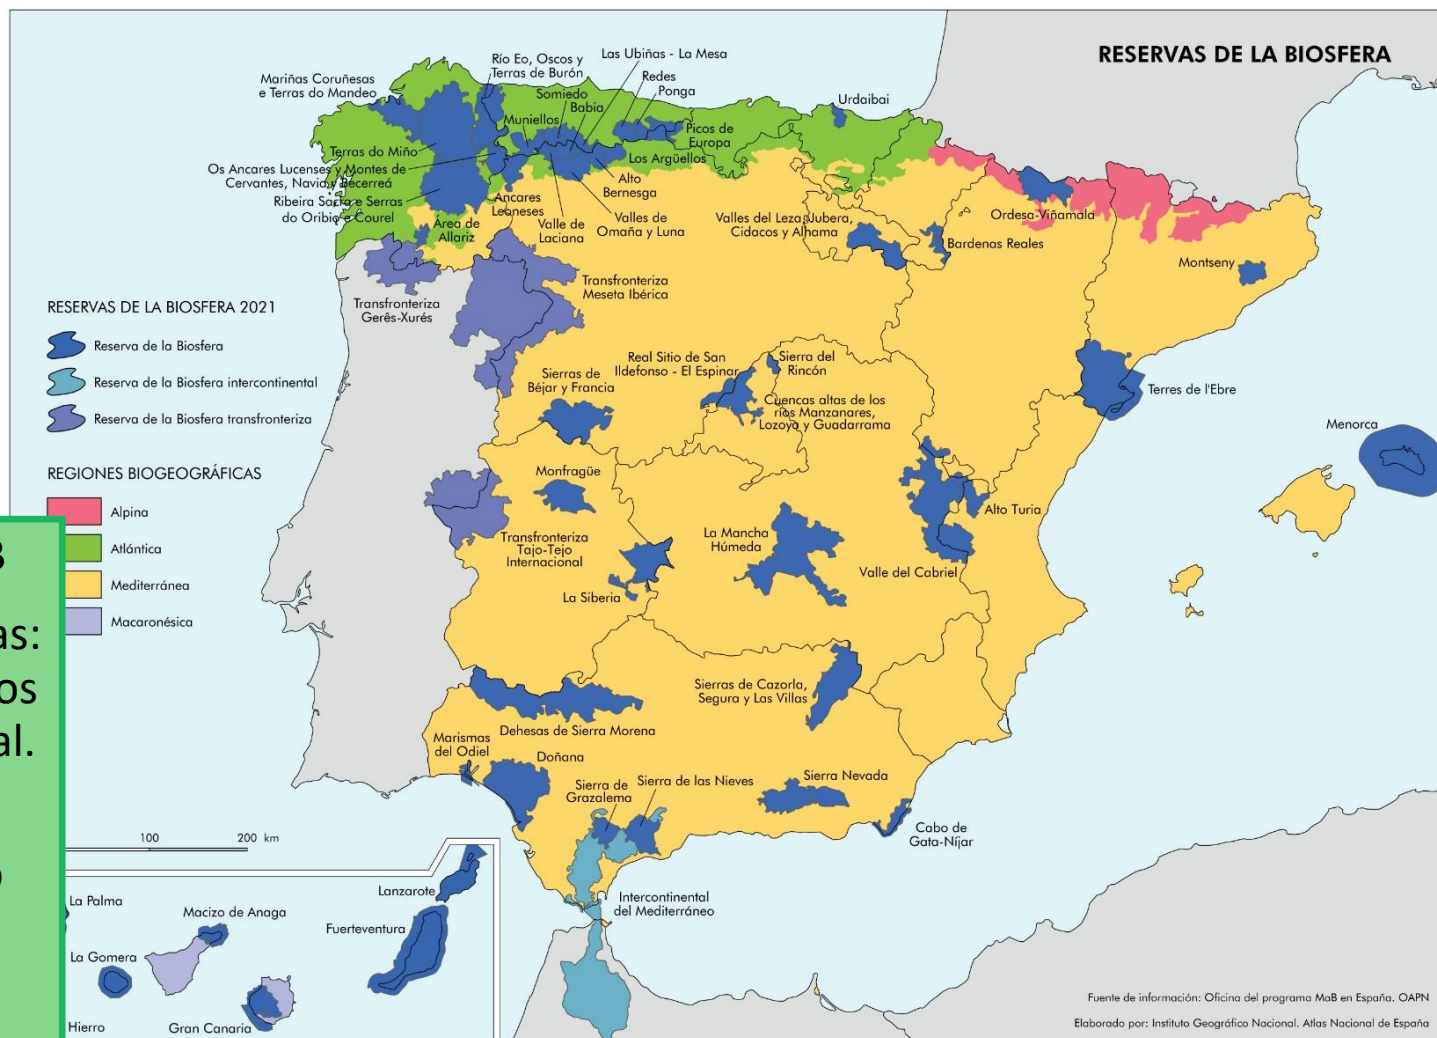 RESERVAS DE LA BIOSFERA
Mariñas Coruñesas
e Terras do Mandeo
Río Eo, Oscos y
Terras de Burón
Las Ubiñas - La Mesa
Somiedo
Babia
Redes
Ponga
Muniellos
Urdaibai
Picos de
Europa
Terras do Miño
Os Ancares Lucenses y Montes de
Cervantes, Navia y Becerreá
Ribeira Sacra e Serras
do Oribio e Courel
Los Argüellos
Alto
Bernesga
Ancares
Leoneses
Valle de
Laciana
Valles de
Omaña y Luna
Área de
Allariz
Valles del Leza, Jubera,
Cidacos y Alhama
Ordesa-Viñamala
Bardenas Reales
Montseny
Transfronteriza
Gerês-Xurés
Transfronteriza
Meseta Ibérica
RESERVAS DE LA BIOSFERA 2021
Reserva de la Biosfera
Reserva de la Biosfera intercontinental
Reserva de la Biosfera transfronteriza
Sierras de
Béjar y Francia
Real Sitio de San
Ildefonso - El Espinar
Sierra del
Rincón
Cuencas altas de los
ríos Manzanares,
Lozoya y Guadarrama
Terres de l'Ebre
Menorca
REGIONES BIOGEOGRÁFICAS
Alpina
Atlántica
Mediterránea
Macaronésica
Monfragüe
Transfronteriza
Tajo-Tejo
Internacional
La Siberia
La Mancha
Húmeda
Alto Turia
Valle del Cabriel
as:
os
al.
Sierras de Cazorla,
Segura y Las Villas
Dehesas de Sierra Morena
Marismas
del Odiel
Doñana
Sierra de
Grazalema
Sierra de las Nieves
Sierra Nevada
Cabo de
Gata-Níjar
100
200 km
Intercontinental
del Mediterráneo
La Palma
Macizo de Anaga
Lanzarote
Fuerteventura
La Gomera
Hierro
Gran Canaria
Fuente de información: Oficina del programa MaB en España. OAPN
Elaborado por: Instituto Geográfico Nacional. Atlas Nacional de España